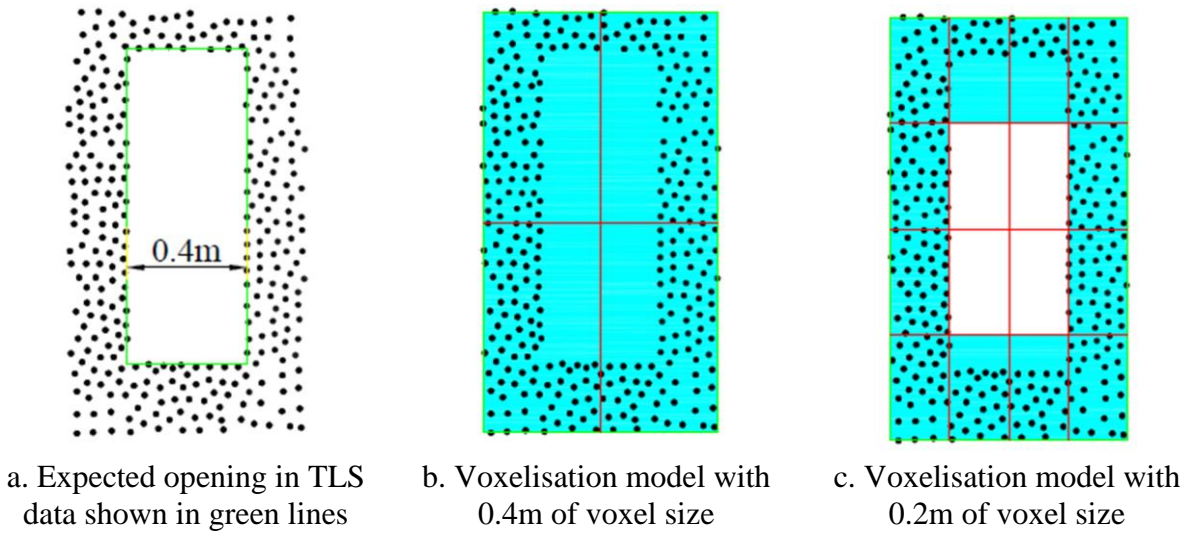 0.4m
a. Expected opening in TLS
data shown in green lines
b. Voxelisation model with
0.4m of voxel size
c. Voxelisation model with
0.2m of voxel size